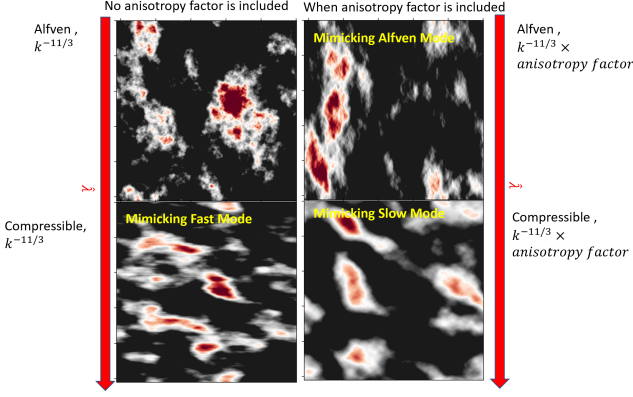 No anisotropy factor is included
When anisotropy factor is included
Alfven ,
k^{-11/3}
Mimicking Alfven Mode
Alfven ,
k^{-11/3} ×
anisotropy factor
Compressible,
k^{-11/3}
Mimicking Fast Mode
Mimicking Slow Mode
Compressible ,
k^{-11/3} ×
anisotropy factor